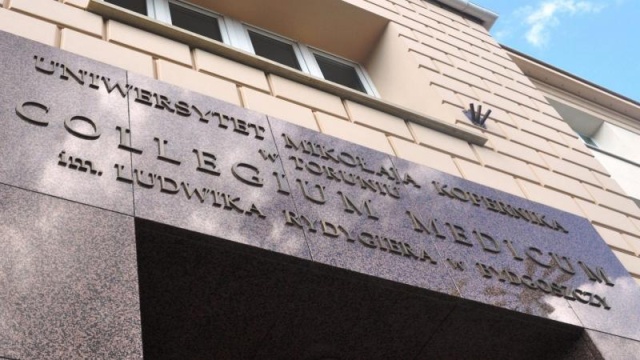 UNIWERSYTET MIKOŁAJA KOPERNIKA
w TORUNIU
COLLEGIUM MEDICUM
im. LUDWIKA RYDYGIERA w BYDGOSZCZY